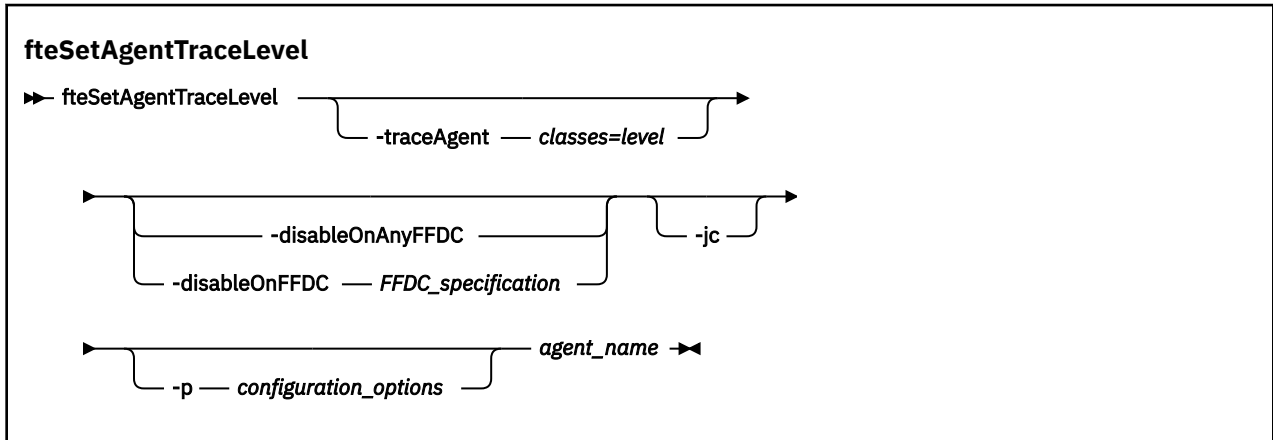 fteSetAgentTraceLevel
fteSetAgentTraceLevel
-traceAgent classes=level
-disableOnAnyFFDC
-jc
-disableOnFFDC FFDC_specification
agent_name
-p configuration_options